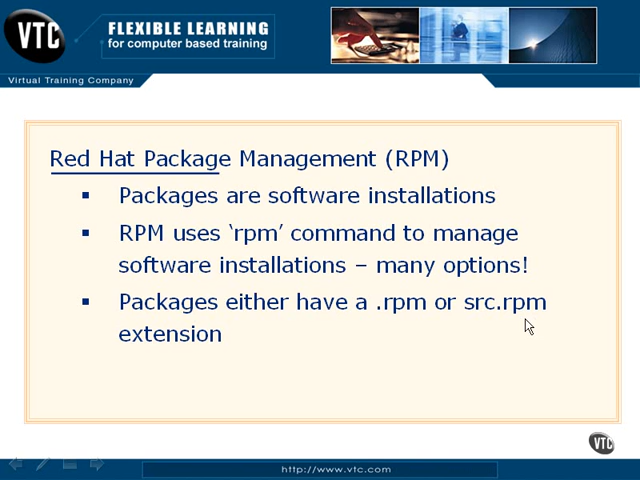 VTC
FLEXIBLE LEARNING
for computer based training
Virtual Training Company
Red Hat Package Management (RPM)
▪ Packages are software installations
▪ RPM uses ‘rpm’ command to manage
software installations – many options!
▪ Packages either have a .rpm or src.rpm
extension
VTC
http://www.vtc.com